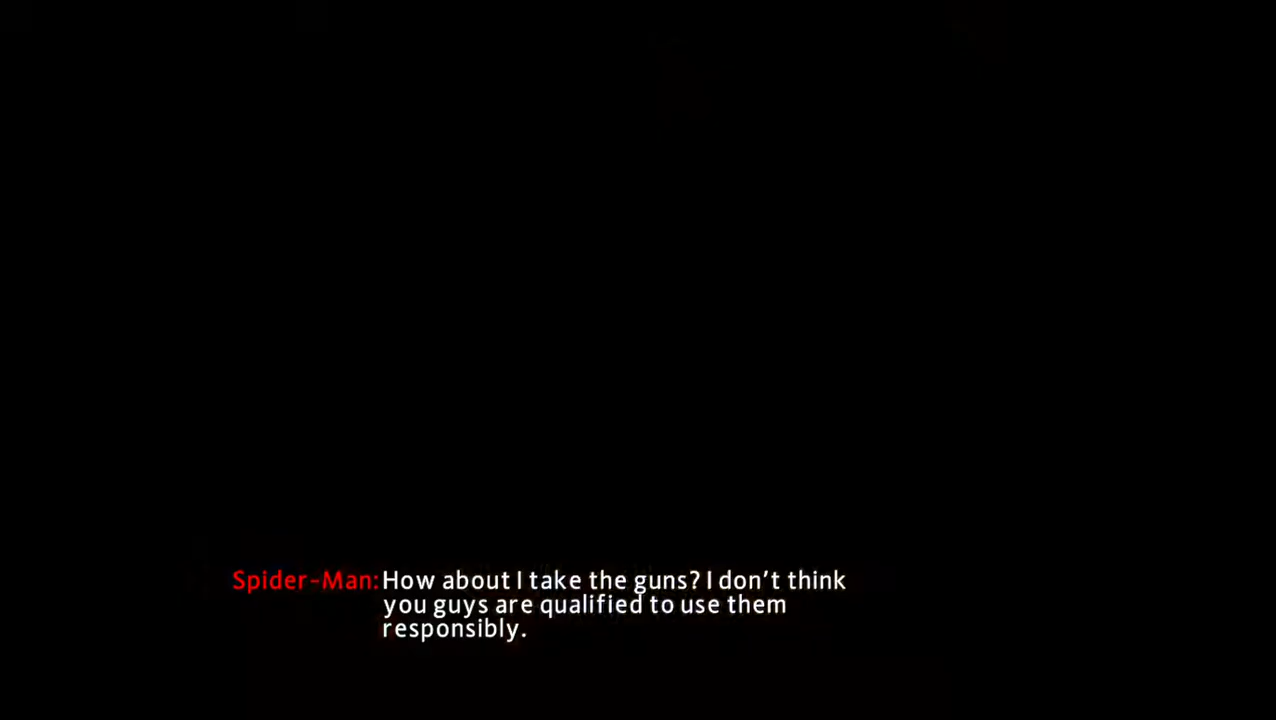 Spider-Man:How about I take the guns? I don’t think
you guys are qualified to use them
responsibly.